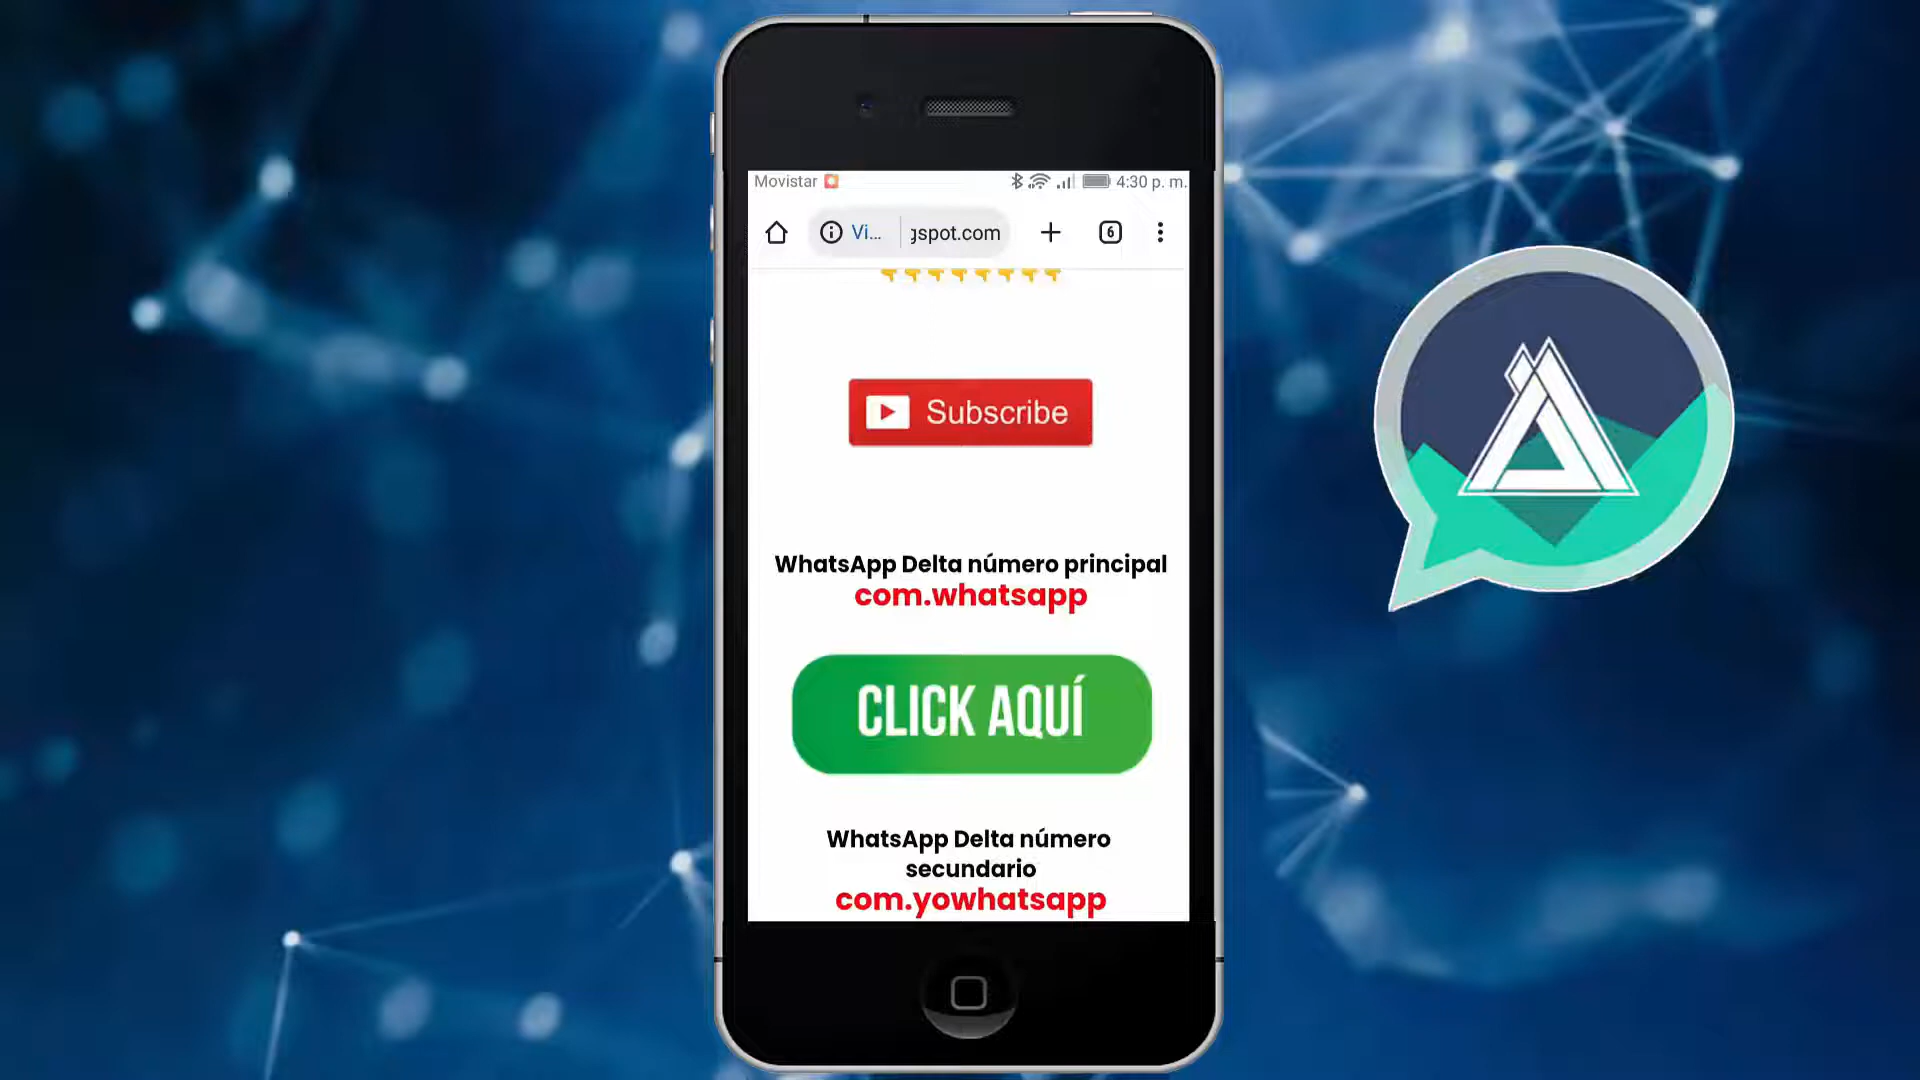 Movistar 4:30 p. m.
Vi... gspot.com 6
Subscribe
WhatsApp Delta número principal
com.whatsapp
CLICK AQUÍ
WhatsApp Delta número
secundario
com.yowhatsapp